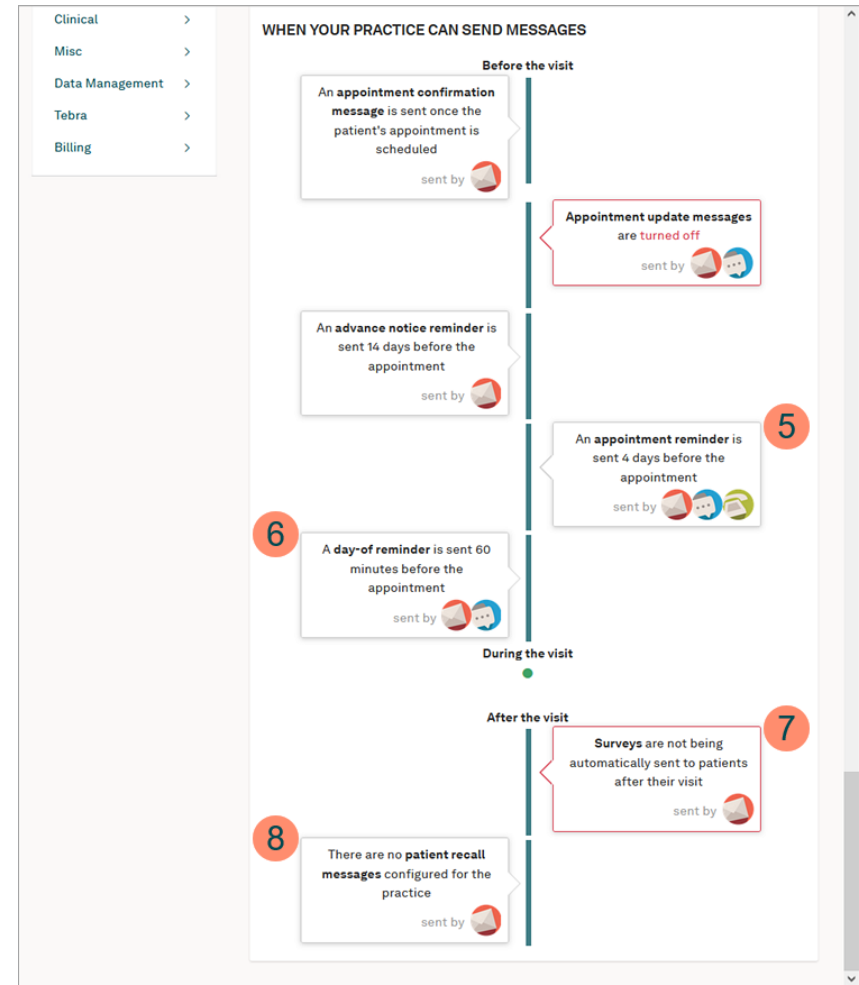 Clinical
Misc
Data Management
Tebra
Billing
WHEN YOUR PRACTICE CAN SEND MESSAGES
Before the visit
An appointment confirmation
message is sent once the
patient's appointment is
scheduled
sent by
Appointment update messages
are turned off
sent by
An advance notice reminder is
sent 14 days before the
appointment
sent by
5
An appointment reminder is
sent 4 days before the
appointment
sent by
6
A day-of reminder is sent 60
minutes before the
appointment
sent by
During the visit
After the visit
7
Surveys are not being
automatically sent to patients
after their visit
sent by
8
There are no patient recall
messages configured for the
practice
sent by